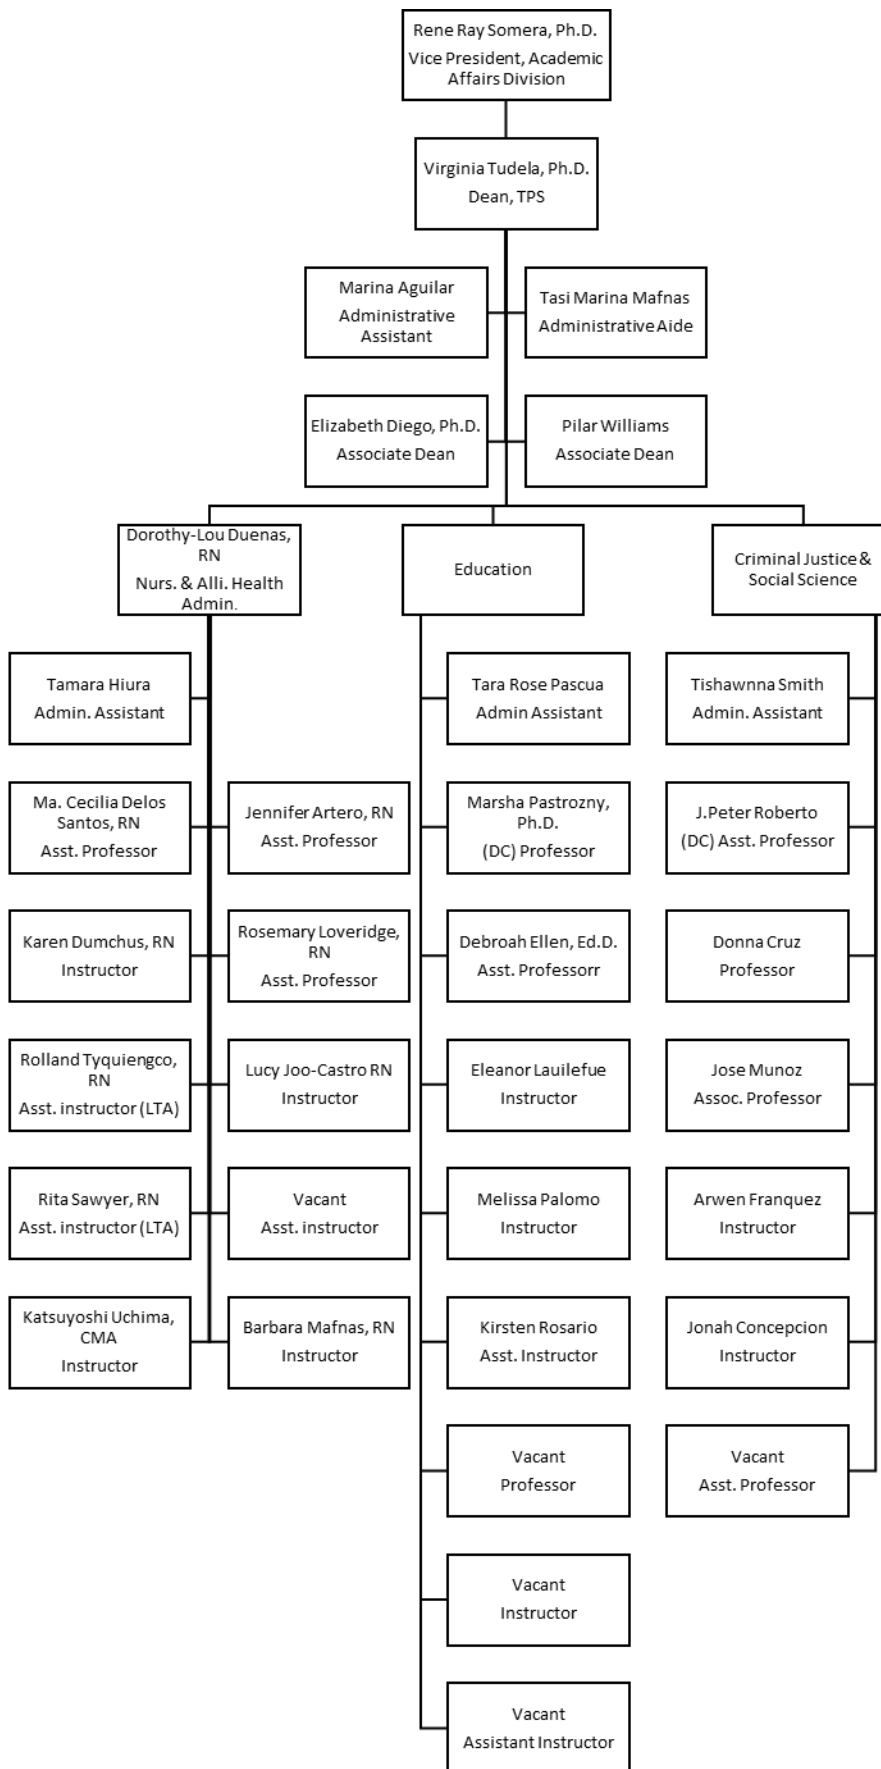 Rene Ray Somera, Ph.D.
Vice President, Academic
Affairs Division
Virginia Tudela, Ph.D.
Dean, TPS
Marina Aguilar
Administrative
Assistant
Tasi Marina Mafnas
Administrative Aide
Elizabeth Diego, Ph.D.
Associate Dean
Pilar Williams
Associate Dean
Dorothy-Lou Duenas,
RN
Nurs. & Alli. Health
Admin.
Education
Criminal Justice &
Social Science
Tamara Hiura
Admin. Assistant
Tara Rose Pascua
Admin Assistant
Tishawnna Smith
Admin. Assistant
Ma. Cecilia Delos
Santos, RN
Asst. Professor
Jennifer Artero, RN
Asst. Professor
Marsha Pastrozny,
Ph.D.
(DC) Professor
J.Peter Roberto
(DC) Asst. Professor
Karen Dumchus, RN
Instructor
Rosemary Loveridge,
RN
Asst. Professor
Debroah Ellen, Ed.D.
Asst. Professorr
Donna Cruz
Professor
Rolland Tyquiengco,
RN
Asst. instructor (LTA)
Lucy Joo-Castro RN
Instructor
Eleanor Lauilefue
Instructor
Jose Munoz
Assoc. Professor
Rita Sawyer, RN
Asst. instructor (LTA)
Vacant
Asst. instructor
Melissa Palomo
Instructor
Arwen Franquez
Instructor
Katsuyoshi Uchima,
CMA
Instructor
Barbara Mafnas, RN
Instructor
Kirsten Rosario
Asst. Instructor
Jonah Concepcion
Instructor
Vacant
Professor
Vacant
Asst. Professor
Vacant
Instructor
Vacant
Assistant Instructor